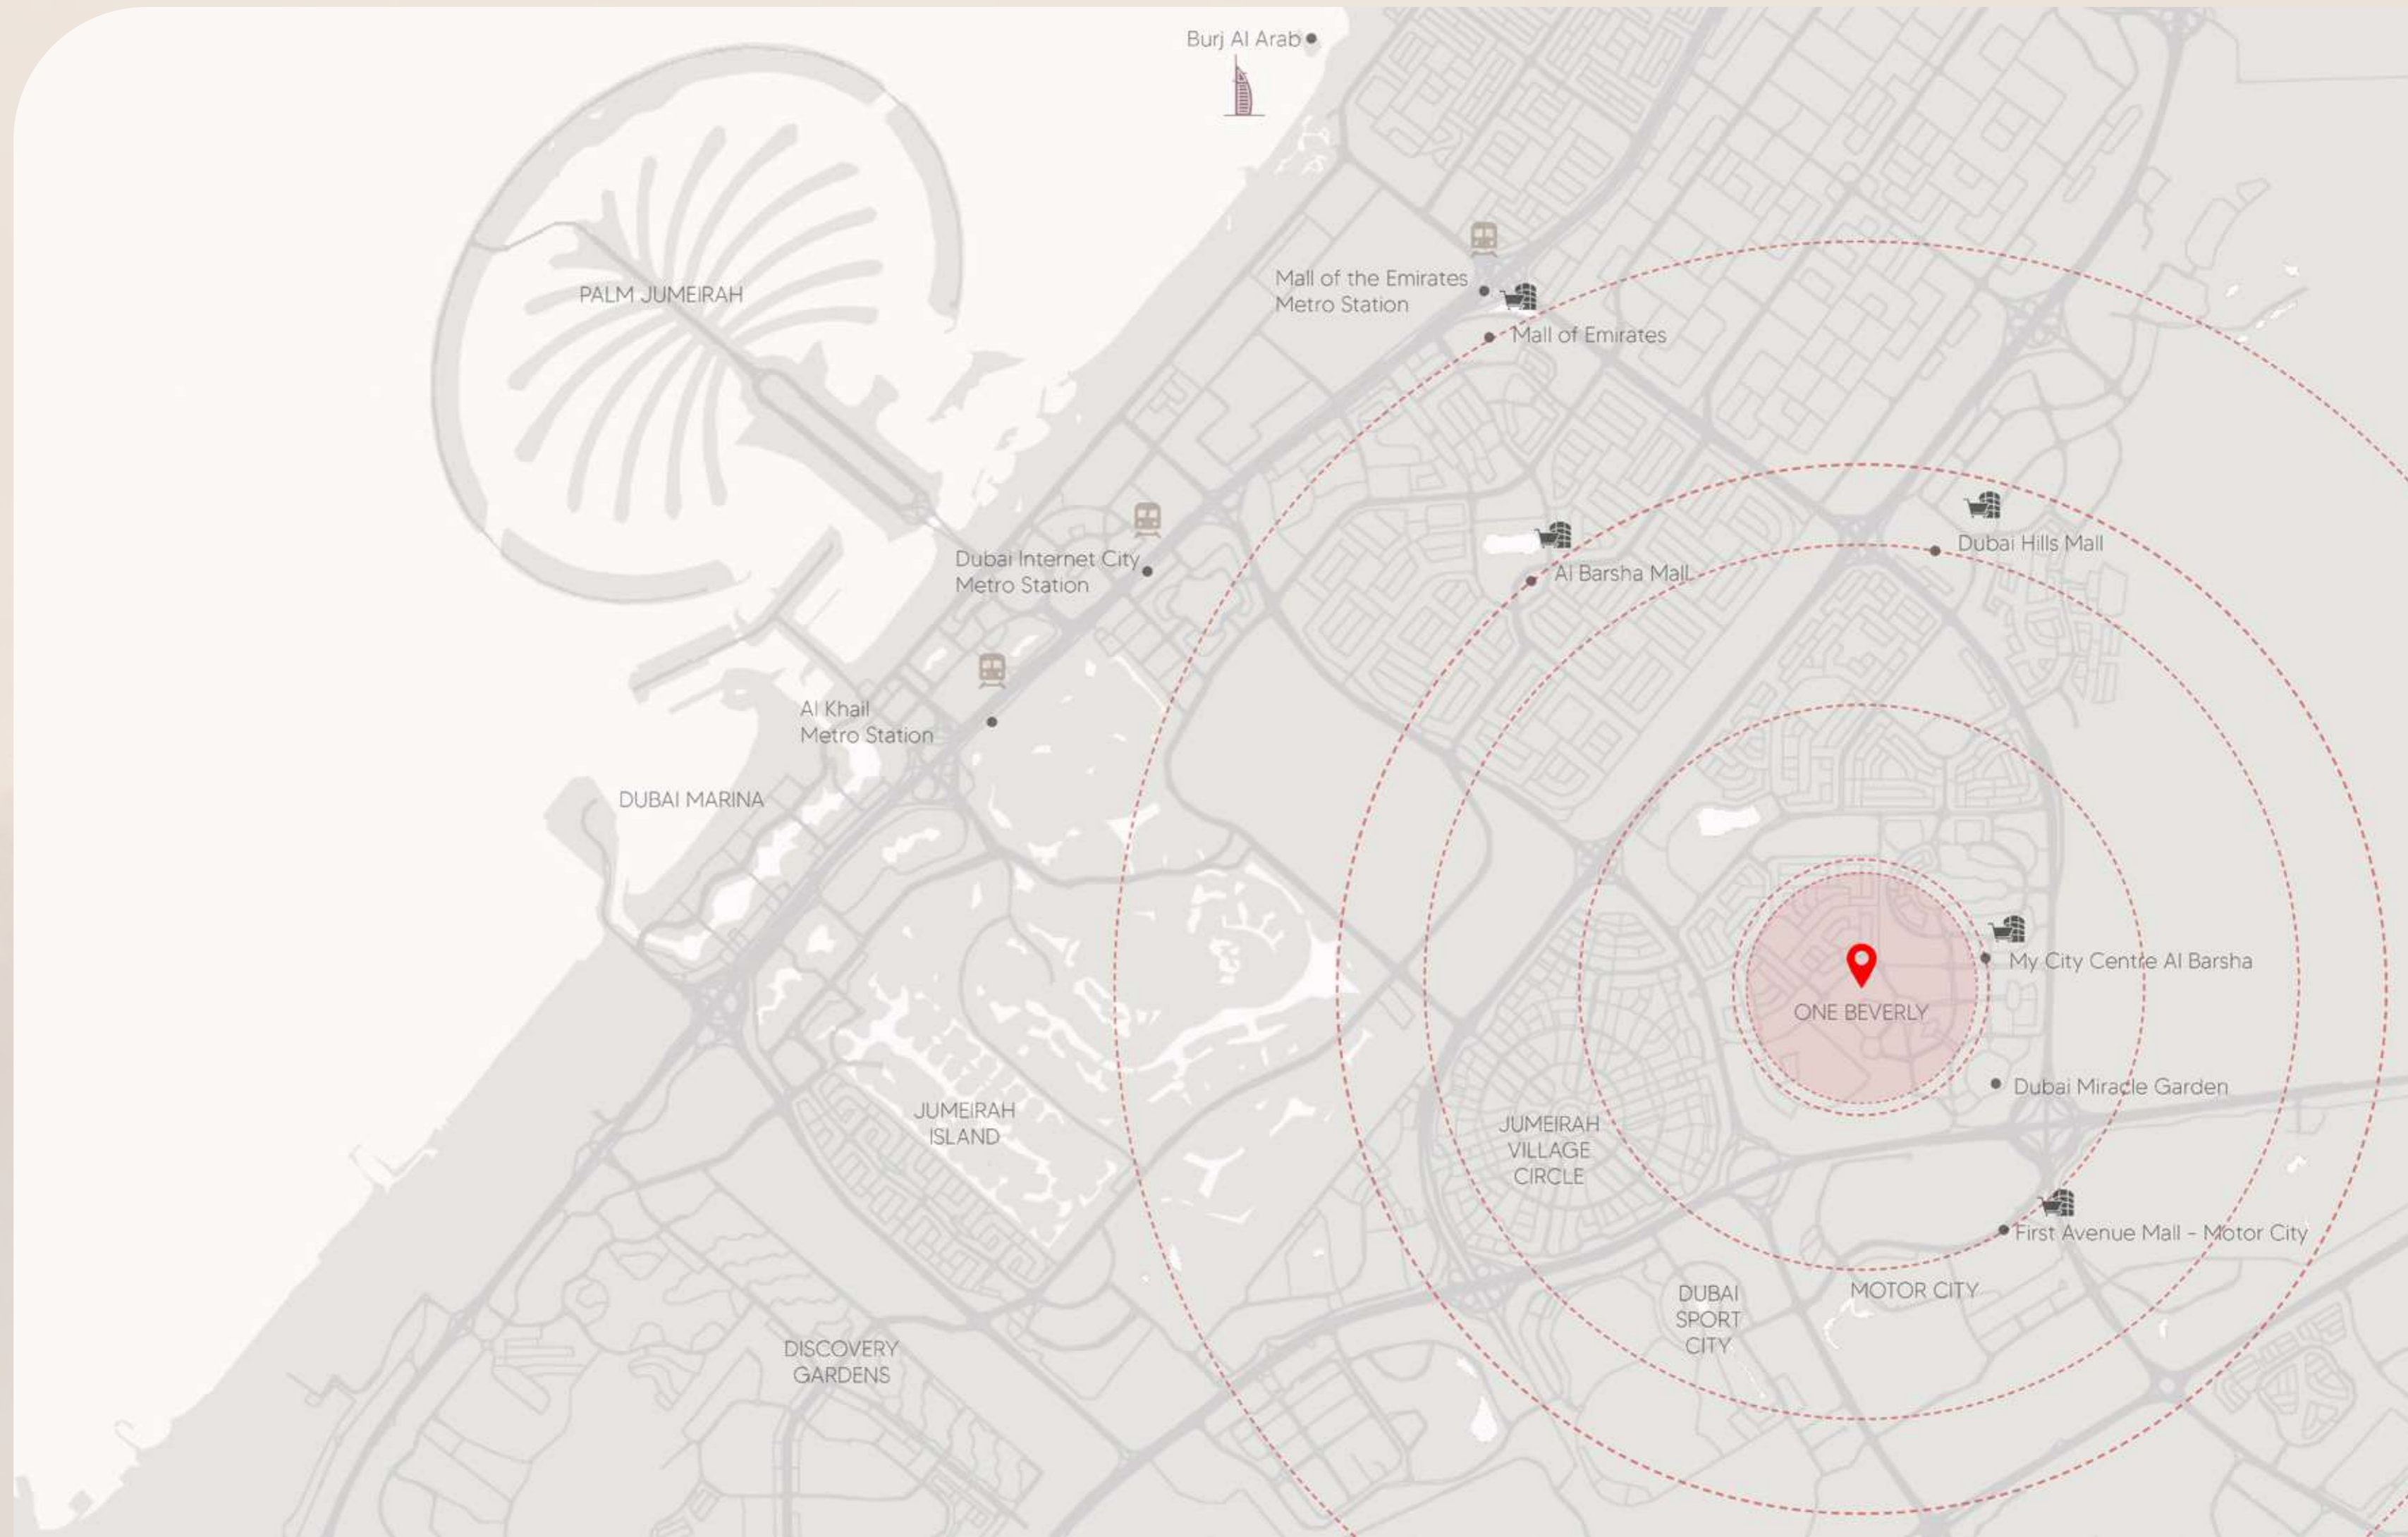 Burj Al Arab
PALM JUMEIRAH
Mall of the Emirates
Metro Station
Mall of Emirates
Dubai Internet City
Metro Station
Al Barsha Mall
Dubai Hills Mall
Al Khail
Metro Station
DUBAI MARINA
My City Centre Al Barsha
ONE BEVERLY
Dubai Miracle Garden
JUMEIRAH
ISLAND
JUMEIRAH
VILLAGE
CIRCLE
First Avenue Mall - Motor City
MOTOR CITY
DUBAI
SPORT
CITY
DISCOVERY
GARDENS